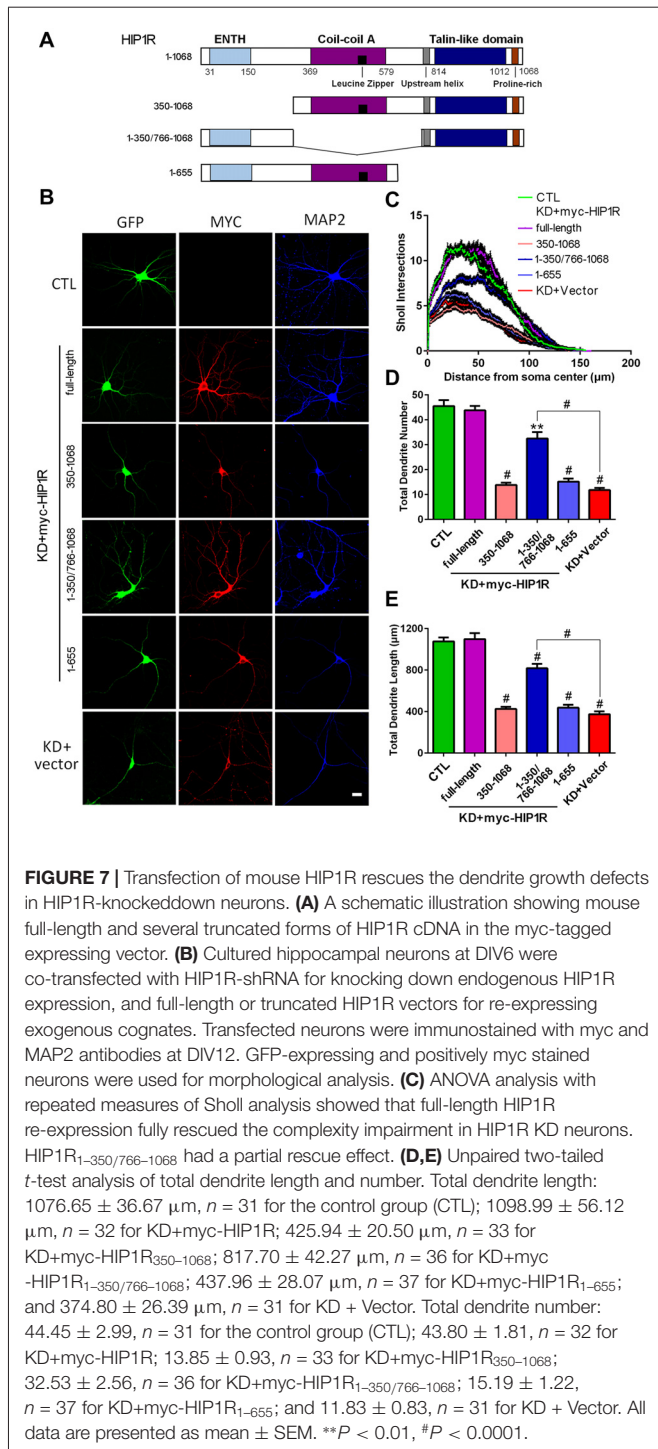 A
HIP1R
ENTH
Coil-coil A
Talin-like domain
1-1068
31
150
369
579
814
1012
1068
Leucine Zipper
Upstream helix
Proline-rich
350-1068
1-350/766-1068
1-655
B
GFP
MYC
MAP2
CTL
KD+myc-HIP1R
full-length
350-1068
1-350/766-1068
1-655
KD+
vector
C
CTL
KD+myc-HIP1R
full-length
350-1068
1-350/766-1068
1-655
KD+Vector
Sholl Intersections
15
10
5
0
0
50
100
150
200
Distance from soma center (µm)
D
Total Dendrite Number
50
40
30
20
10
0
#
**
#
#
#
CTL
full-length
350-1068
1-350/
766-1068
1-655
KD+Vector
KD+myc-HIP1R
E
Total Dendrite Length (µm)
1200
800
400
0
#
#
#
#
#
CTL
full-length
350-1068
1-350/
766-1068
1-655
KD+Vector
KD+myc-HIP1R
FIGURE 7 | Transfection of mouse HIP1R rescues the dendrite growth defects
in HIP1R-knockeddown neurons. (A) A schematic illustration showing mouse
full-length and several truncated forms of HIP1R cDNA in the myc-tagged
expressing vector. (B) Cultured hippocampal neurons at DIV6 were
co-transfected with HIP1R-shRNA for knocking down endogenous HIP1R
expression, and full-length or truncated HIP1R vectors for re-expressing
exogenous cognates. Transfected neurons were immunostained with myc and
MAP2 antibodies at DIV12. GFP-expressing and positively myc stained
neurons were used for morphological analysis. (C) ANOVA analysis with
repeated measures of Sholl analysis showed that full-length HIP1R
re-expression fully rescued the complexity impairment in HIP1R KD neurons.
HIP1R1–350/766–1068 had a partial rescue effect. (D,E) Unpaired two-tailed
t-test analysis of total dendrite length and number. Total dendrite length:
1076.65 ± 36.67 µm, n = 31 for the control group (CTL); 1098.99 ± 56.12
µm, n = 32 for KD+myc-HIP1R; 425.94 ± 20.50 µm, n = 33 for
KD+myc-HIP1R350–1068; 817.70 ± 42.27 µm, n = 36 for KD+myc
-HIP1R1–350/766–1068; 437.96 ± 28.07 µm, n = 37 for KD+myc-HIP1R1–655;
and 374.80 ± 26.39 µm, n = 31 for KD + Vector. Total dendrite number:
44.45 ± 2.99, n = 31 for the control group (CTL); 43.80 ± 1.81, n = 32 for
KD+myc-HIP1R; 13.85 ± 0.93, n = 33 for KD+myc-HIP1R350–1068;
32.53 ± 2.56, n = 36 for KD+myc-HIP1R1–350/766–1068; 15.19 ± 1.22,
n = 37 for KD+myc-HIP1R1–655; and 11.83 ± 0.83, n = 31 for KD + Vector. All
data are presented as mean ± SEM. **P < 0.01, #P < 0.0001.